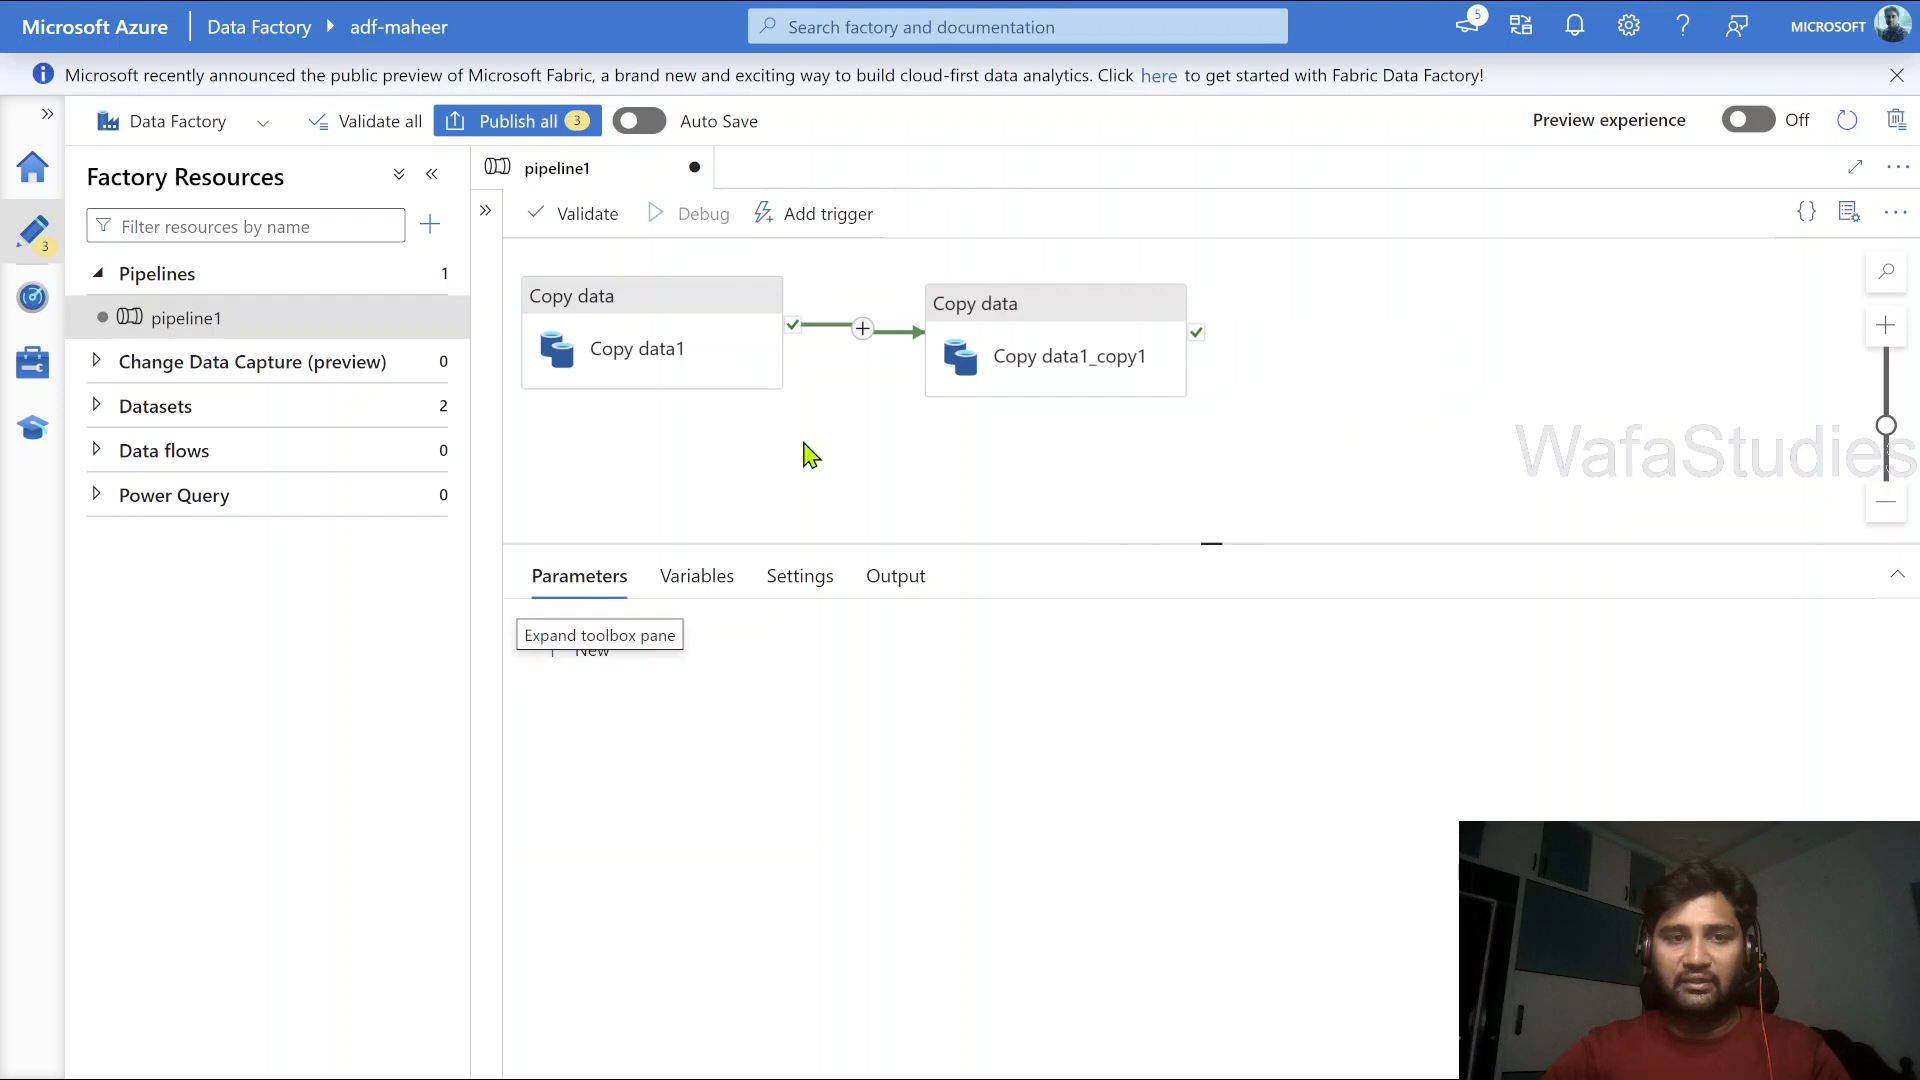 Microsoft Azure
Data Factory
adf-maheer
Search factory and documentation
5
MICROSOFT
Microsoft recently announced the public preview of Microsoft Fabric, a brand new and exciting way to build cloud-first data analytics. Click here to get started with Fabric Data Factory!
Data Factory
Validate all
Publish all 3
Auto Save
Preview experience
Off
3
Factory Resources
Filter resources by name
Pipelines 1
pipeline1
Change Data Capture (preview) 0
Datasets 2
Data flows 0
Power Query 0
pipeline1
Validate
Debug
Add trigger
Copy data
Copy data1
Copy data
Copy data1_copy1
WafaStudies
Parameters
Variables
Settings
Output
Expand toolbox pane
New